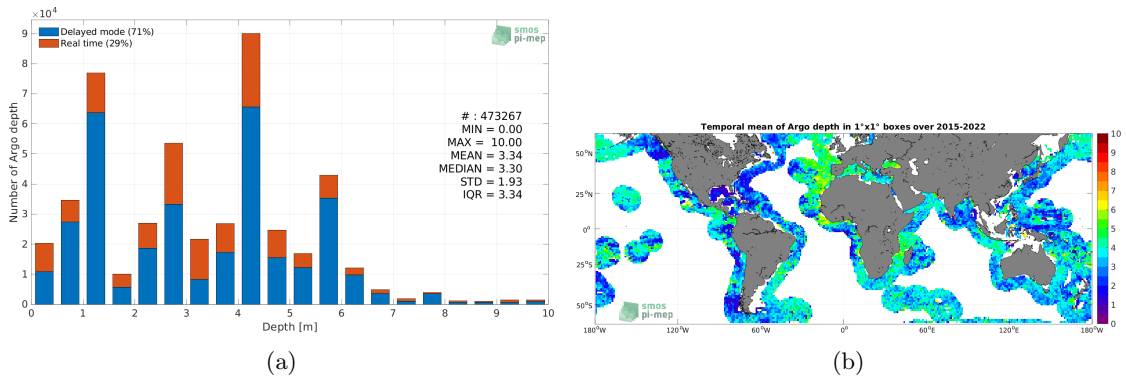 ×10⁴
9
8
7
6
5
4
3
2
1
0
Number of Argo depth
Delayed mode (71%)
Real time (29%)
smos
pi-mep
# : 473267
MIN = 0.00
MAX = 10.00
MEAN = 3.34
MEDIAN = 3.30
STD = 1.93
IQR = 3.34
0 1 2 3 4 5 6 7 8 9 10
Depth [m]
(a)
Temporal mean of Argo depth in 1°x1° boxes over 2015-2022
50°N
25°N
0°
25°S
50°S
smos
pi-mep
180°W 120°W 60°W 0° 60°E 120°E 180°W
10
9
8
7
6
5
4
3
2
1
0
(b)